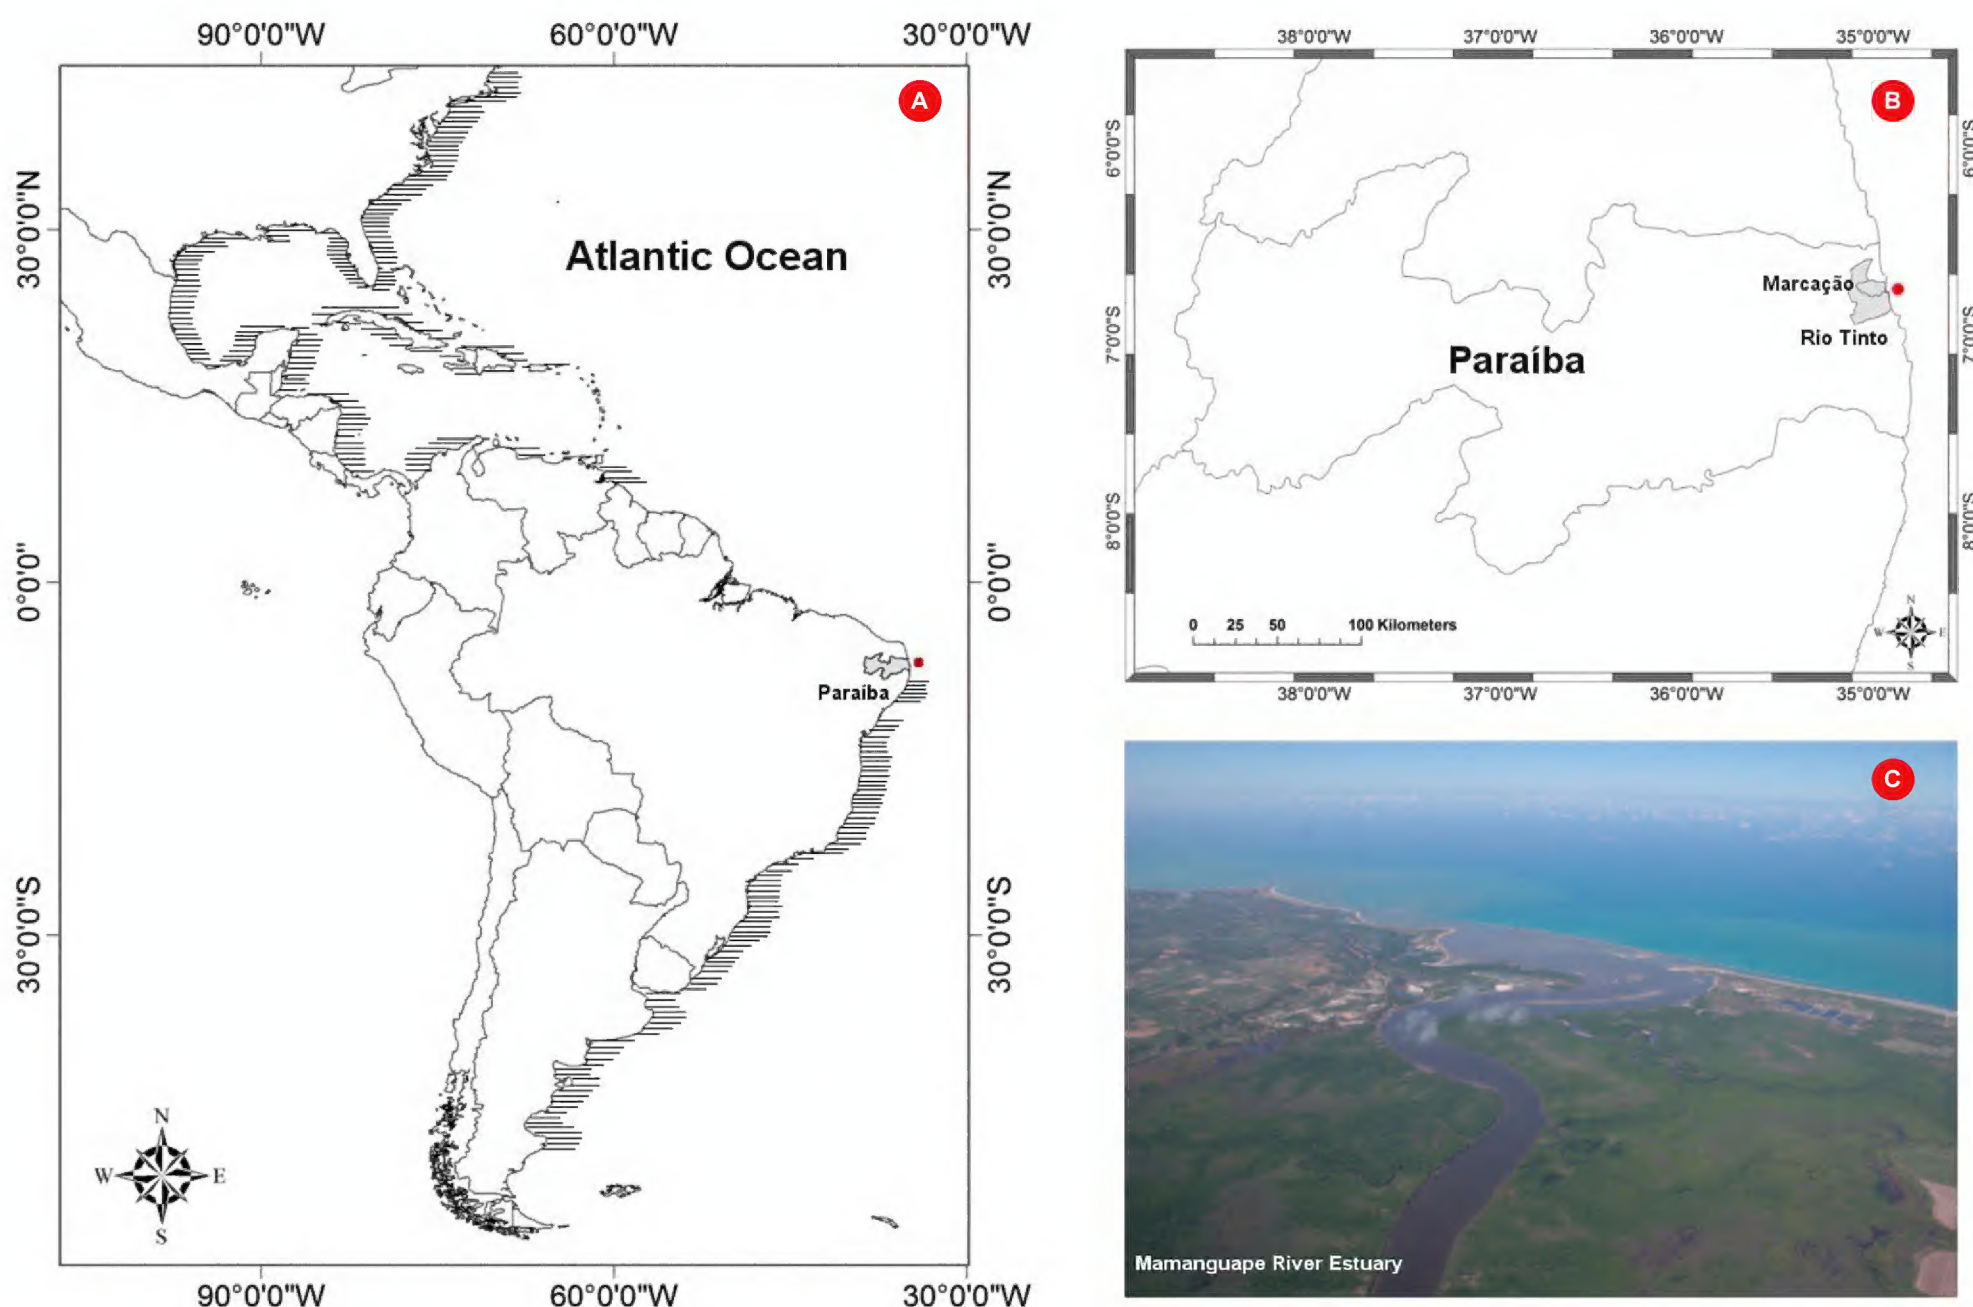 90°0'0"W 60°0'0"W 30°0'0"W
A
30°0'0"N
30°0'0"N
Atlantic Ocean
0°0'0"
0°0'0"
Paraíba
30°0'0"S
30°0'0"S
N
W E
S
90°0'0"W 60°0'0"W 30°0'0"W
38°0'0"W 37°0'0"W 36°0'0"W 35°0'0"W
B
6°0'0"S
6°0'0"S
Marcação
Rio Tinto
7°0'0"S
7°0'0"S
Paraíba
8°0'0"S
8°0'0"S
0 25 50 100 Kilometers
N
W E
S
38°0'0"W 37°0'0"W 36°0'0"W 35°0'0"W
C
Mamanguape River Estuary